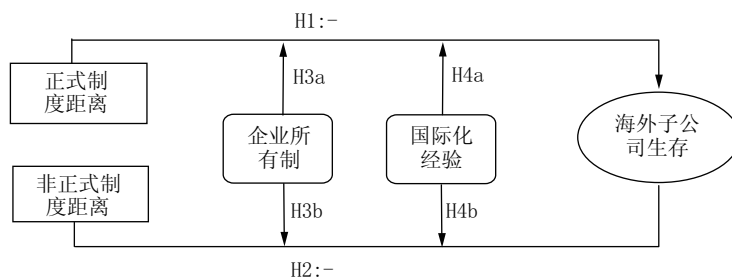 H1:-
正式制
度距离
H3a
H4a
企业所
有制
国际化
经验
海外子公
司生存
非正式制
度距离
H3b
H4b
H2:-